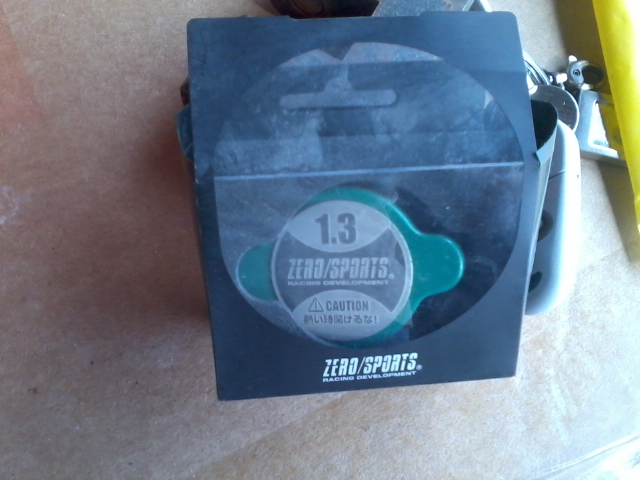 1.3
ZERO/SPORTS®
RACING DEVELOPMENT
⚠ CAUTION
熱い時開けるな!
ZERO/SPORTS®
RACING DEVELOPMENT